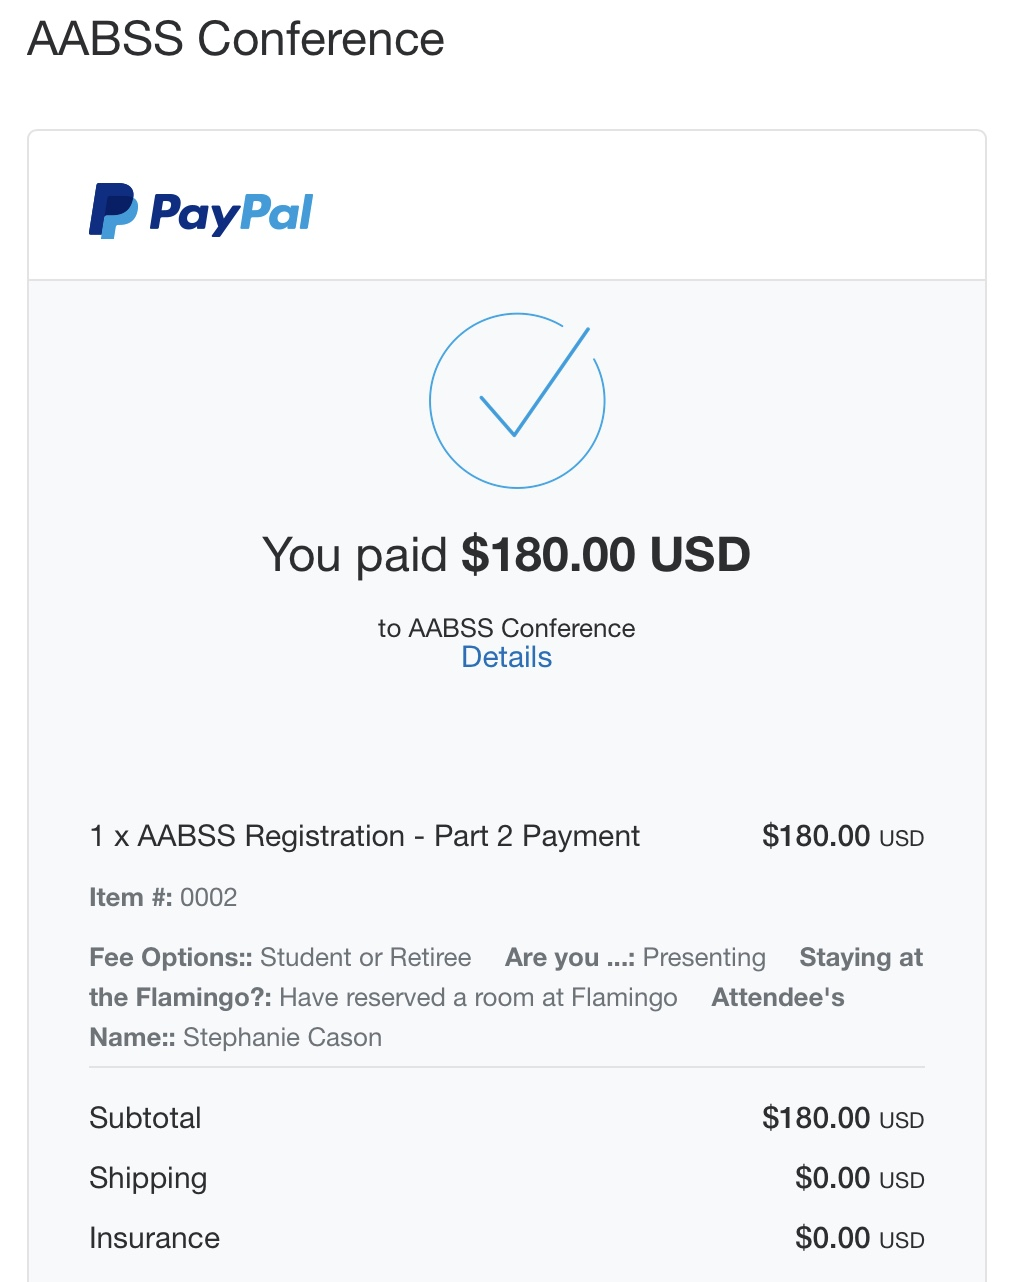 AABSS Conference
PayPal
You paid $180.00 USD
to AABSS Conference
Details
1 x AABSS Registration - Part 2 Payment $180.00 USD
Item #: 0002
Fee Options:: Student or Retiree Are you ...: Presenting Staying at
the Flamingo?: Have reserved a room at Flamingo Attendee's
Name:: Stephanie Cason
Subtotal $180.00 USD
Shipping $0.00 USD
Insurance $0.00 USD